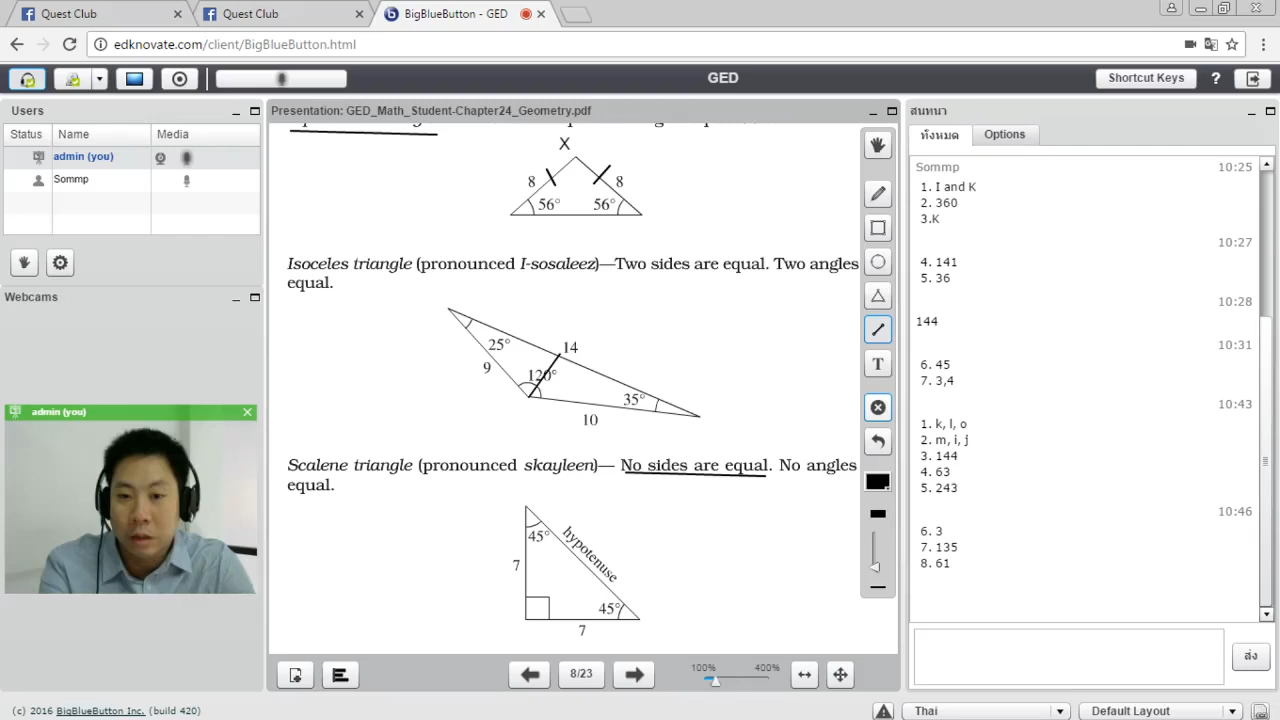 Quest Club
Quest Club
BigBlueButton - GED
edknovate.com/client/BigBlueButton.html
GED
Shortcut Keys
?
Users
Status Name Media
admin (you)
Sommp
Webcams
admin (you)
Presentation: GED_Math_Student-Chapter24_Geometry.pdf
X
8 8
56° 56°
Isoceles triangle (pronounced I-sosaleez)—Two sides are equal. Two angles
equal.
14
25°
9
120°
35°
10
Scalene triangle (pronounced skayleen)— No sides are equal. No angles
equal.
45°
hypotenuse
7
45°
7
T
8/23
100% 400%
สนทนา
ทั้งหมด Options
Sommp 10:25
1. I and K
2. 360
3.K
10:27
4. 141
5. 36
10:28
144
10:31
6. 45
7. 3,4
10:43
1. k, l, o
2. m, i, j
3. 144
4. 63
5. 243
10:46
6. 3
7. 135
8. 61
ส่ง
(c) 2016 BigBlueButton Inc. (build 420)
Thai
Default Layout